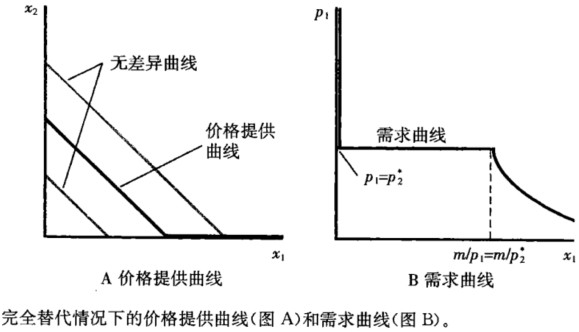 x₂
无差异曲线
价格提供
曲线
x₁
A 价格提供曲线
p₁
需求曲线
p₁=p₂*
m/p₁=m/p₂*
x₁
B 需求曲线
完全替代情况下的价格提供曲线(图 A)和需求曲线(图 B)。